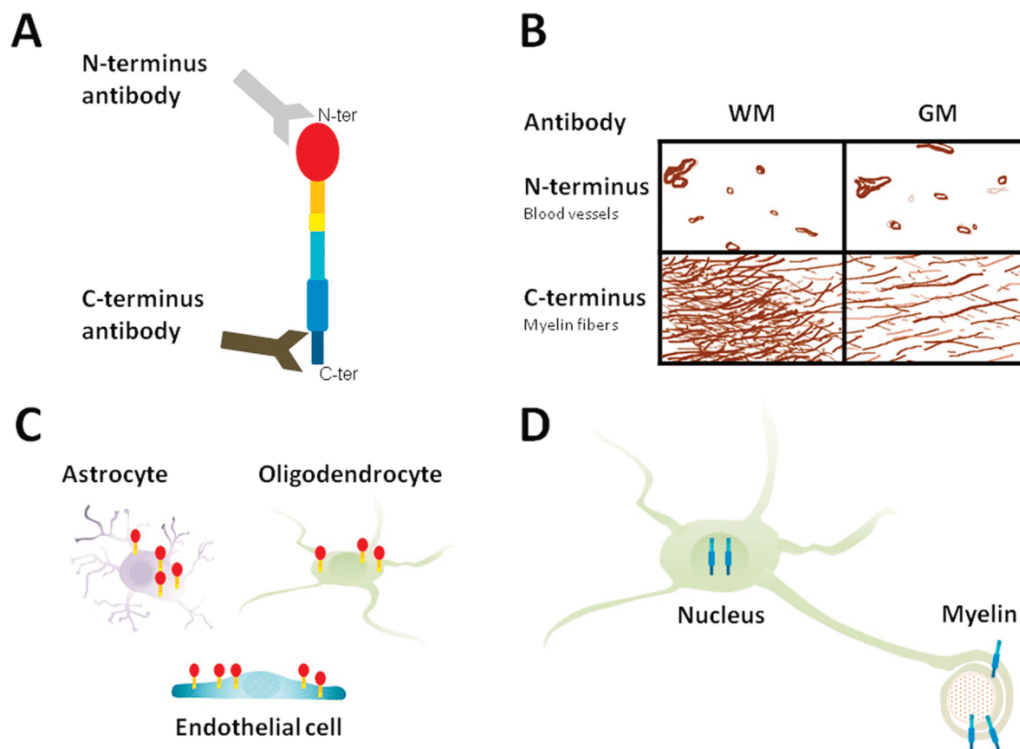 A
N-terminus
antibody
N-ter
C-terminus
antibody
C-ter
B
Antibody
WM
GM
N-terminus
Blood vessels
C-terminus
Myelin fibers
C
Astrocyte
Oligodendrocyte
Endothelial cell
D
Nucleus
Myelin